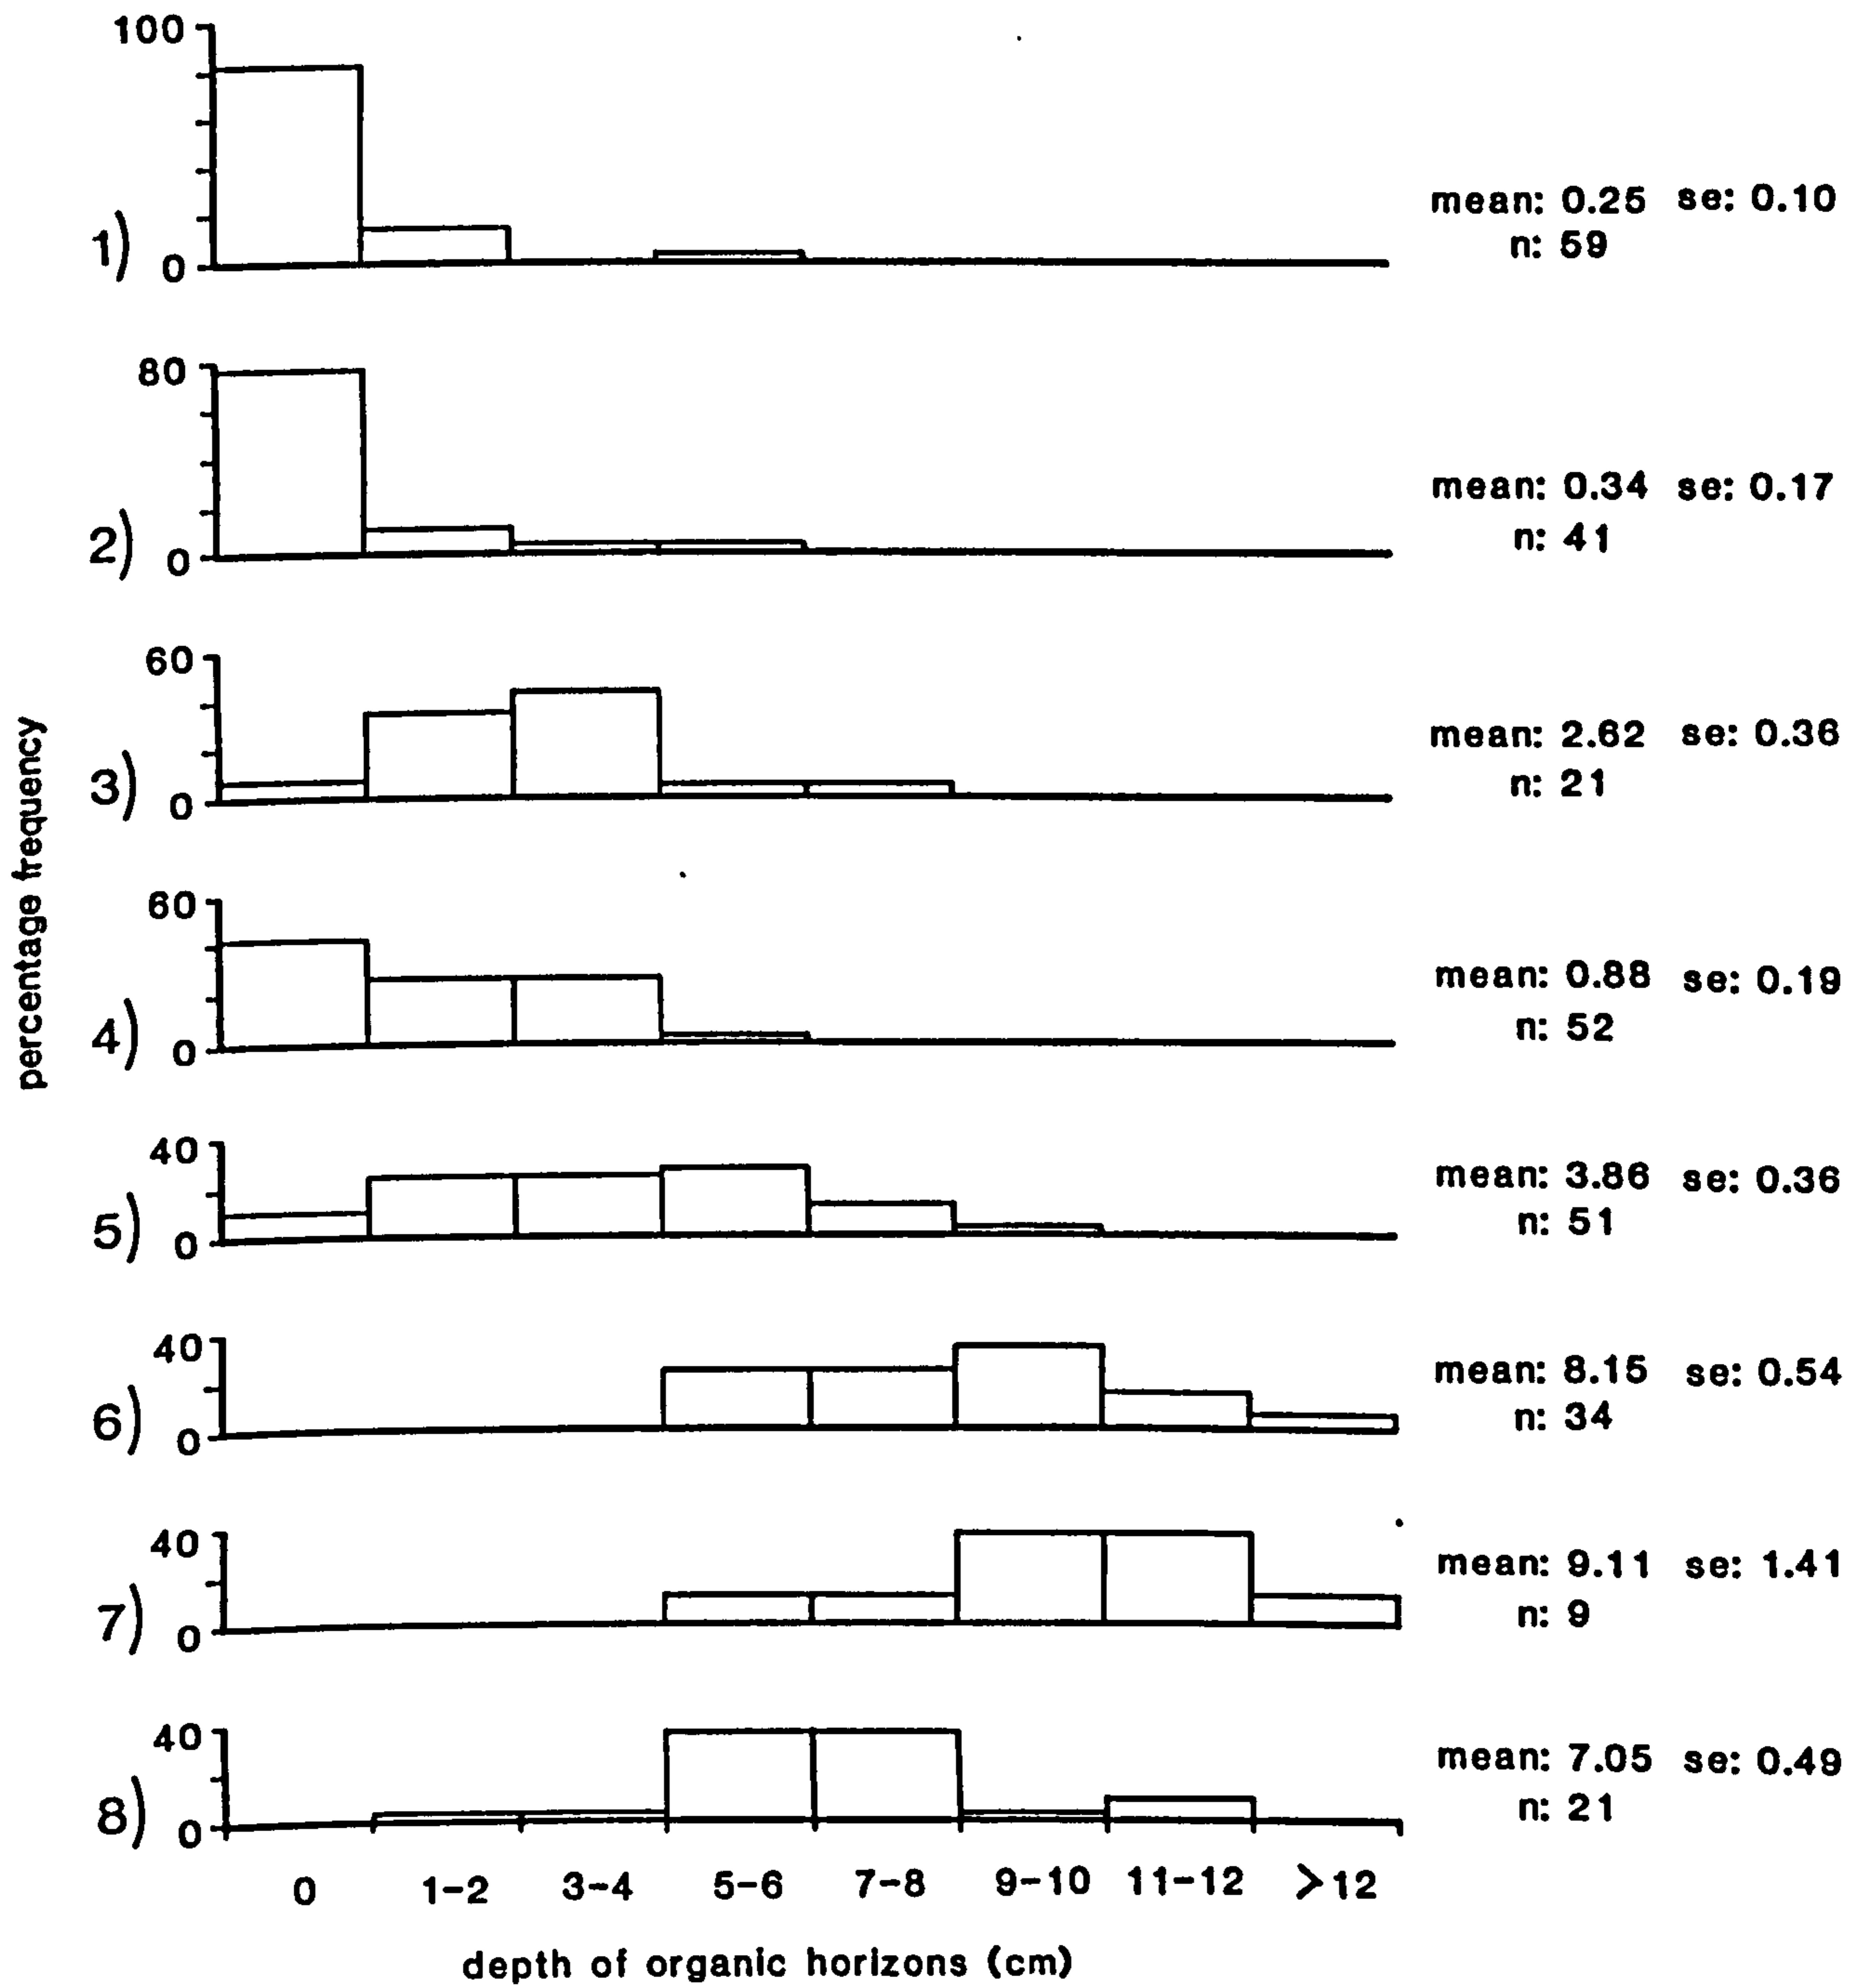 percentage frequency
100
1)
0
mean: 0.25 se: 0.10
n: 59
80
2)
0
mean: 0.34 se: 0.17
n: 41
60
3)
0
mean: 2.62 se: 0.36
n: 21
60
4)
0
mean: 0.88 se: 0.19
n: 52
40
5)
0
mean: 3.86 se: 0.36
n: 51
40
6)
0
mean: 8.15 se: 0.54
n: 34
40
7)
0
mean: 9.11 se: 1.41
n: 9
40
8)
0
mean: 7.05 se: 0.49
n: 21
0 1-2 3-4 5-6 7-8 9-10 11-12 >12
depth of organic horizons (cm)